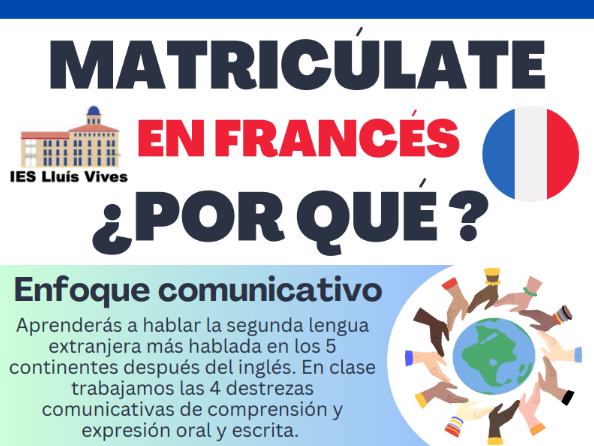 MATRICÚLATE
EN FRANCÉS
IES Lluís Vives
¿POR QUÉ ?
Enfoque comunicativo
Aprenderás a hablar la segunda lengua
extranjera más hablada en los 5
continentes después del inglés. En clase
trabajamos las 4 destrezas
comunicativas de comprensión y
expresión oral y escrita.